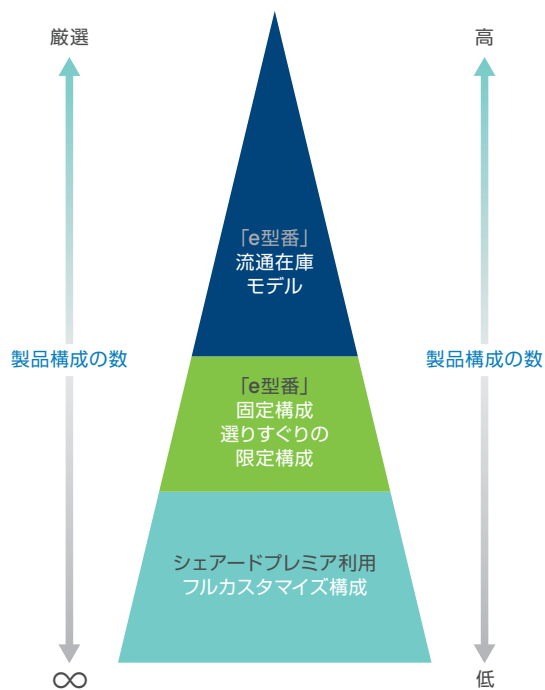 厳選
高
「e型番」
流通在庫
モデル
製品構成の数
製品構成の数
「e型番」
固定構成
選りすぐりの
限定構成
シェアードプレミア利用
フルカスタマイズ構成
∞
低